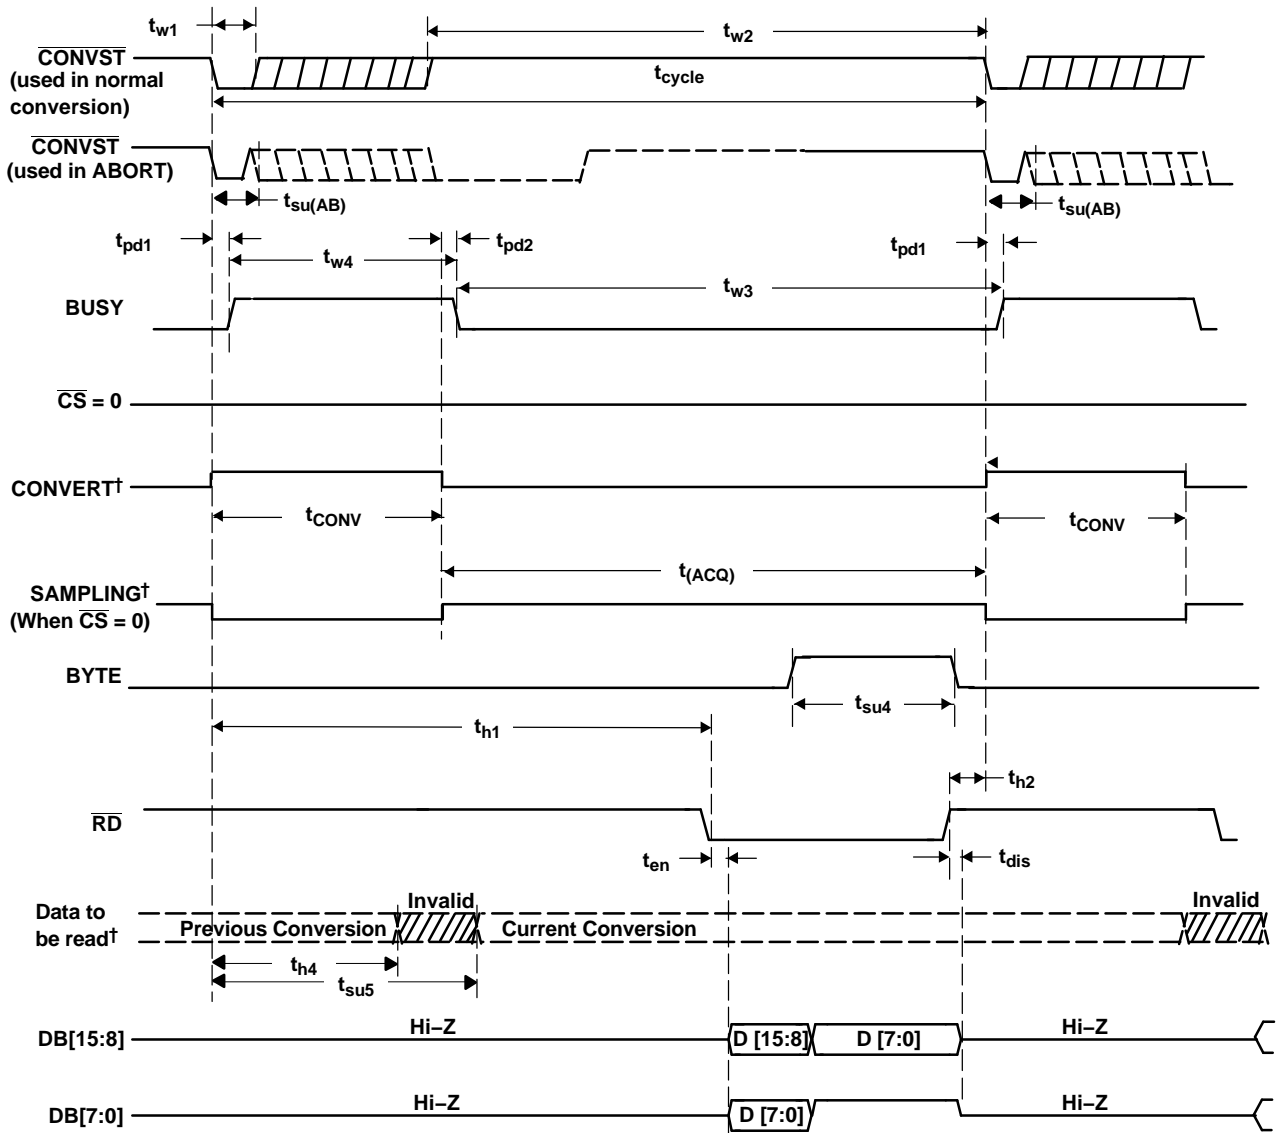 tw1
tw2
CONVST
(used in normal
conversion)
tcycle
CONVST
(used in ABORT)
tsu(AB)
tsu(AB)
tpd1
tpd2
tpd1
tw4
tw3
BUSY
CS = 0
CONVERT†
tCONV
tCONV
t(ACQ)
SAMPLING†
(When CS = 0)
BYTE
tsu4
th1
th2
RD
ten
tdis
Invalid
Invalid
Data to
be read†
Previous Conversion
Current Conversion
th4
tsu5
DB[15:8]
Hi–Z
D [15:8]
D [7:0]
Hi–Z
DB[7:0]
Hi–Z
D [7:0]
Hi–Z